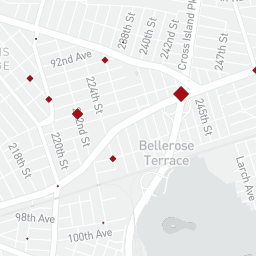 288th St
240th St
242nd St
Cross Island Pk
247th St
92nd Ave
224th St
245th St
220th St
218th St
Bellerose
Terrace
Larch Ave
98th Ave
100th Ave